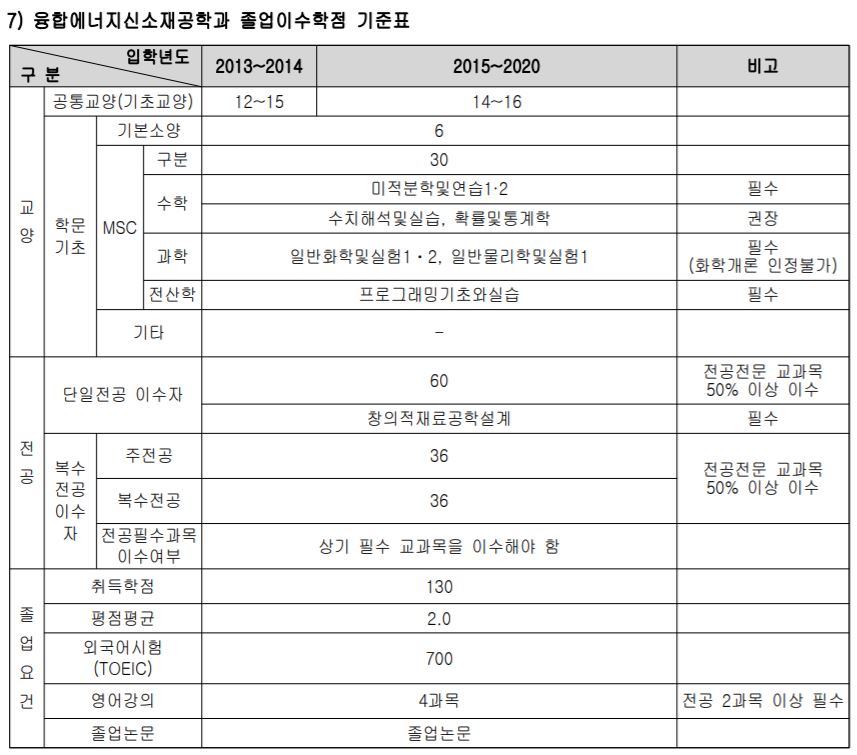 7) 융합에너지신소재공학과 졸업이수학점 기준표
입학년도
구 분
2013~2014
2015~2020
비고
교양
공통교양(기초교양)
12~15
14~16
학문
기초
기본소양
6
MSC
구분
30
수학
미적분학및연습1·2
필수
수치해석및실습, 확률및통계학
권장
과학
일반화학및실험1·2, 일반물리학및실험1
필수
(화학개론 인정불가)
전산학
프로그래밍기초와실습
필수
기타
-
전공
단일전공 이수자
60
전공전문 교과목
50% 이상 이수
창의적재료공학설계
필수
복수
전공
이수
자
주전공
36
전공전문 교과목
50% 이상 이수
복수전공
36
전공필수과목
이수여부
상기 필수 교과목을 이수해야 함
졸업요건
취득학점
130
평점평균
2.0
외국어시험
(TOEIC)
700
영어강의
4과목
전공 2과목 이상 필수
졸업논문
졸업논문